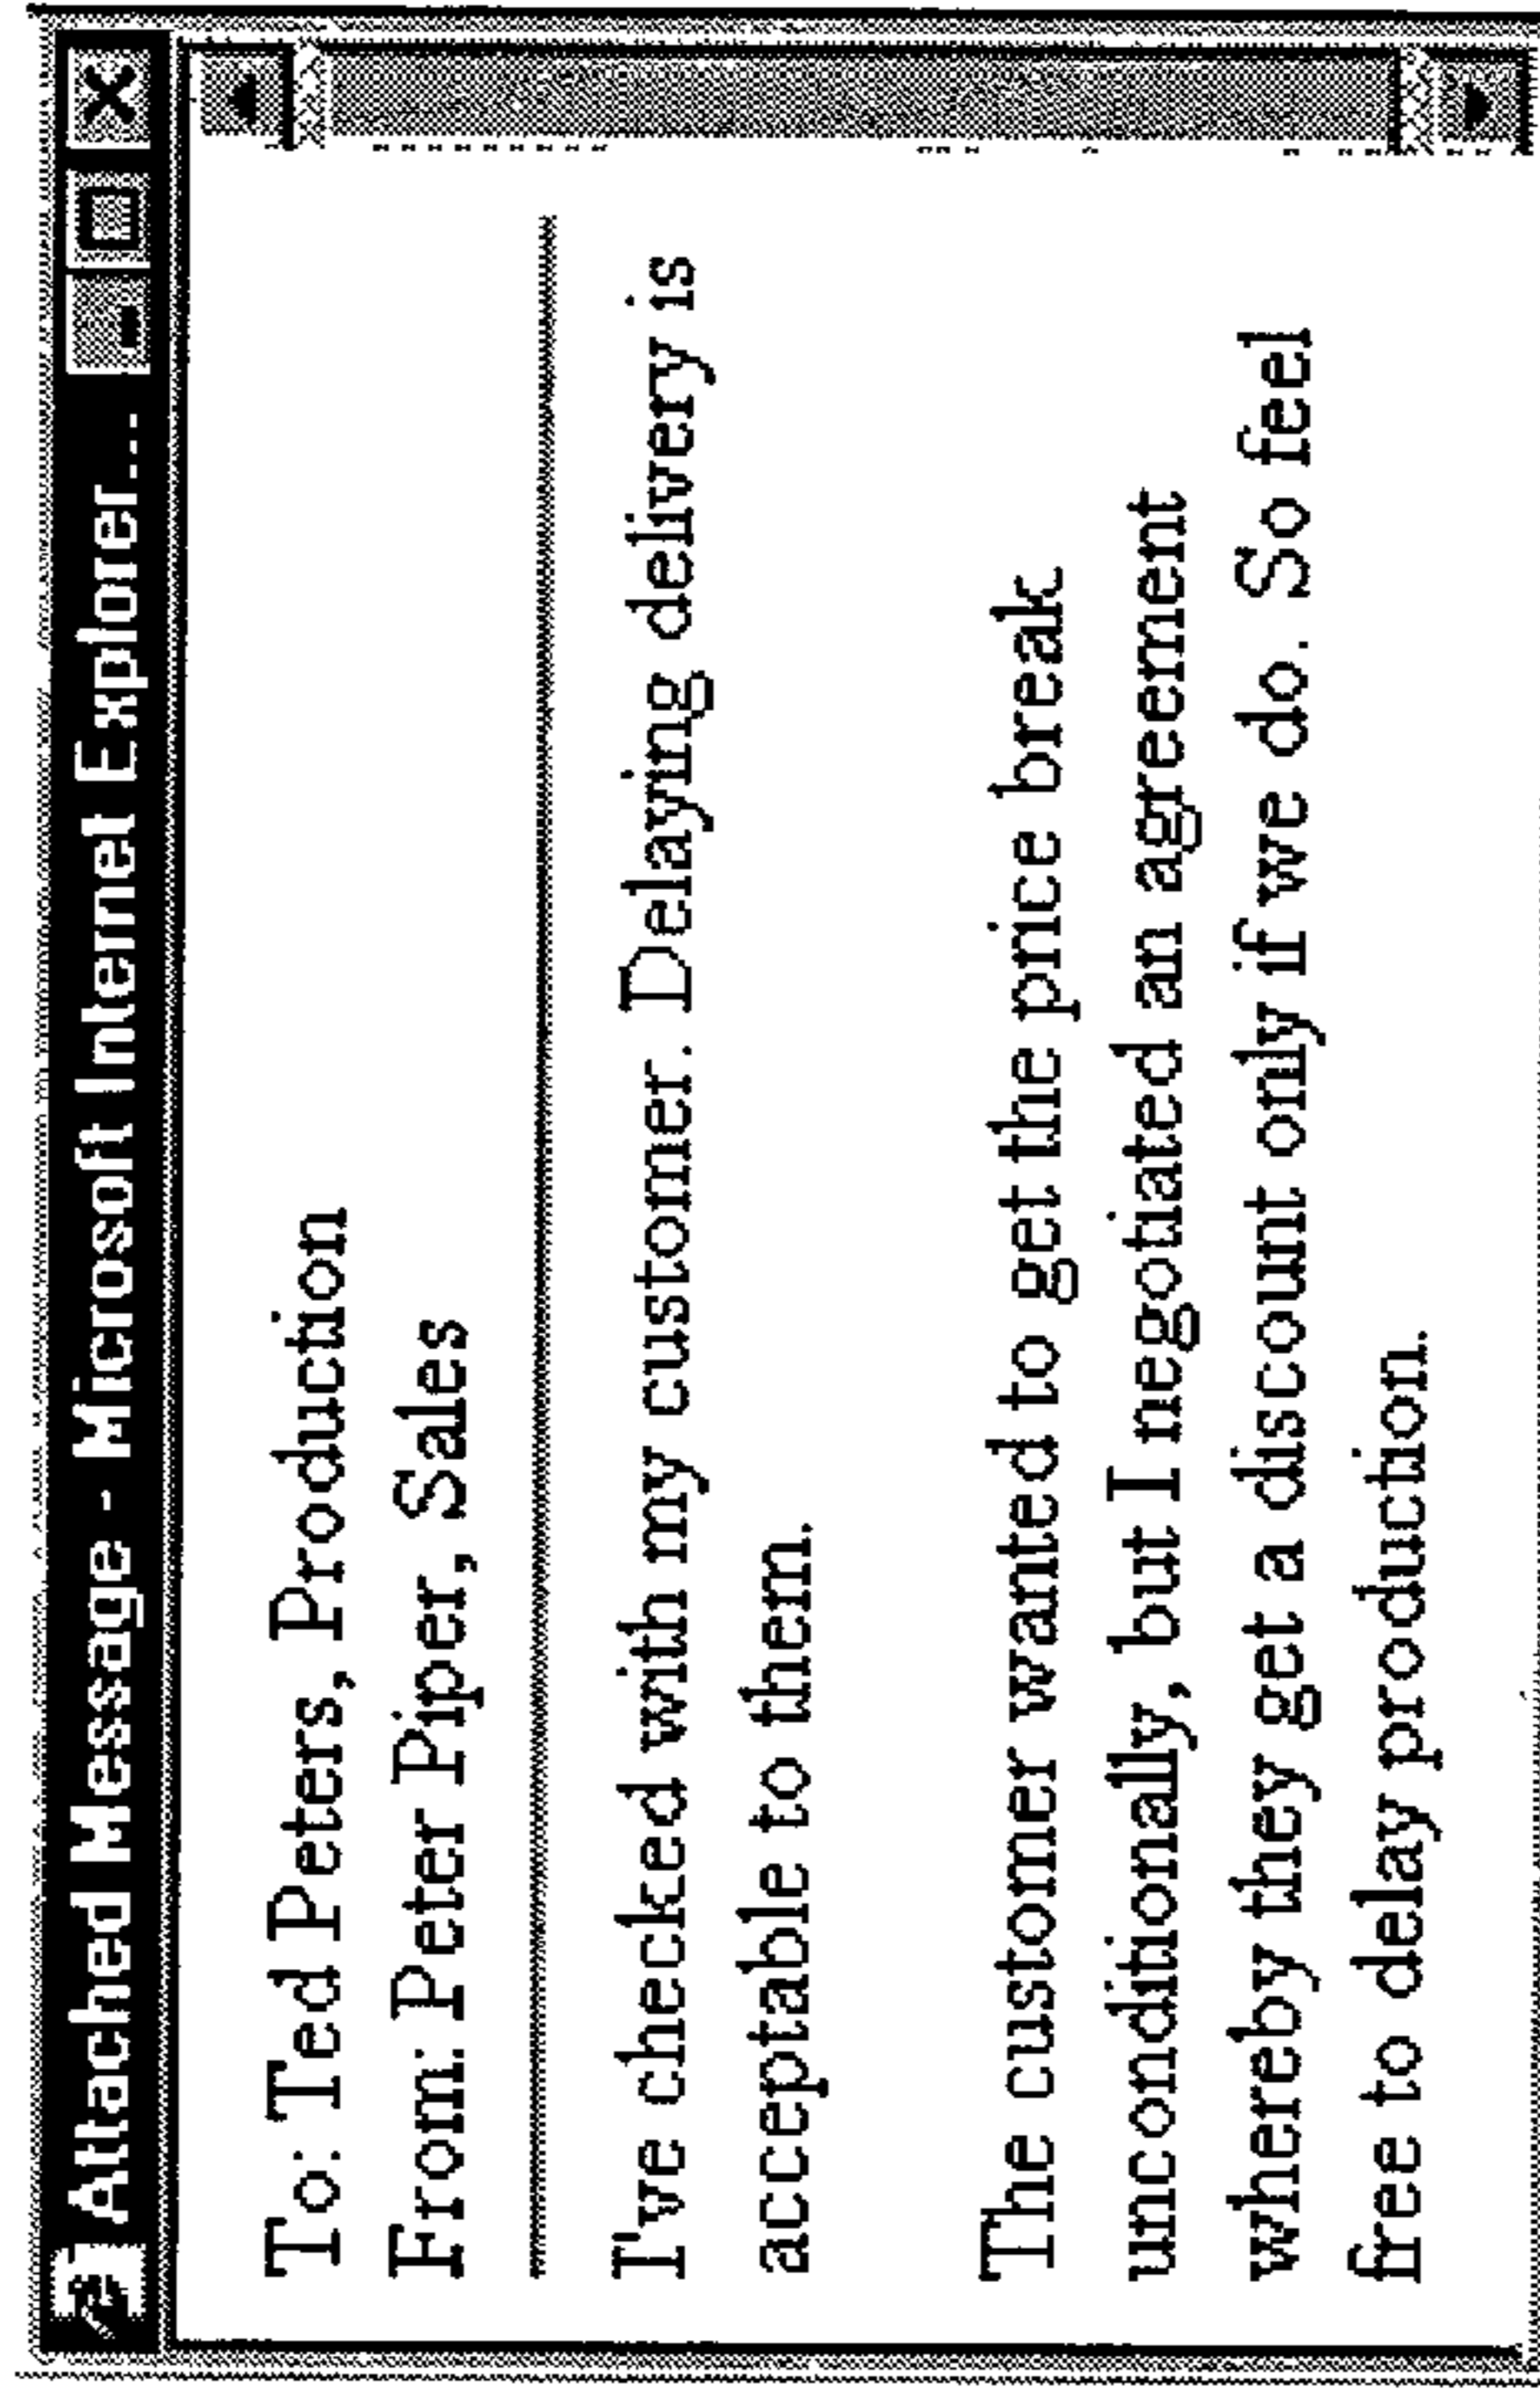 Attached Message - Microsoft Internet Explorer...
To: Ted Peters, Production
From: Peter Piper, Sales
I've checked with my customer. Delaying delivery is
acceptable to them.
The customer wanted to get the price break
unconditionally, but I negotiated an agreement
whereby they get a discount only if we do. So feel
free to delay production.